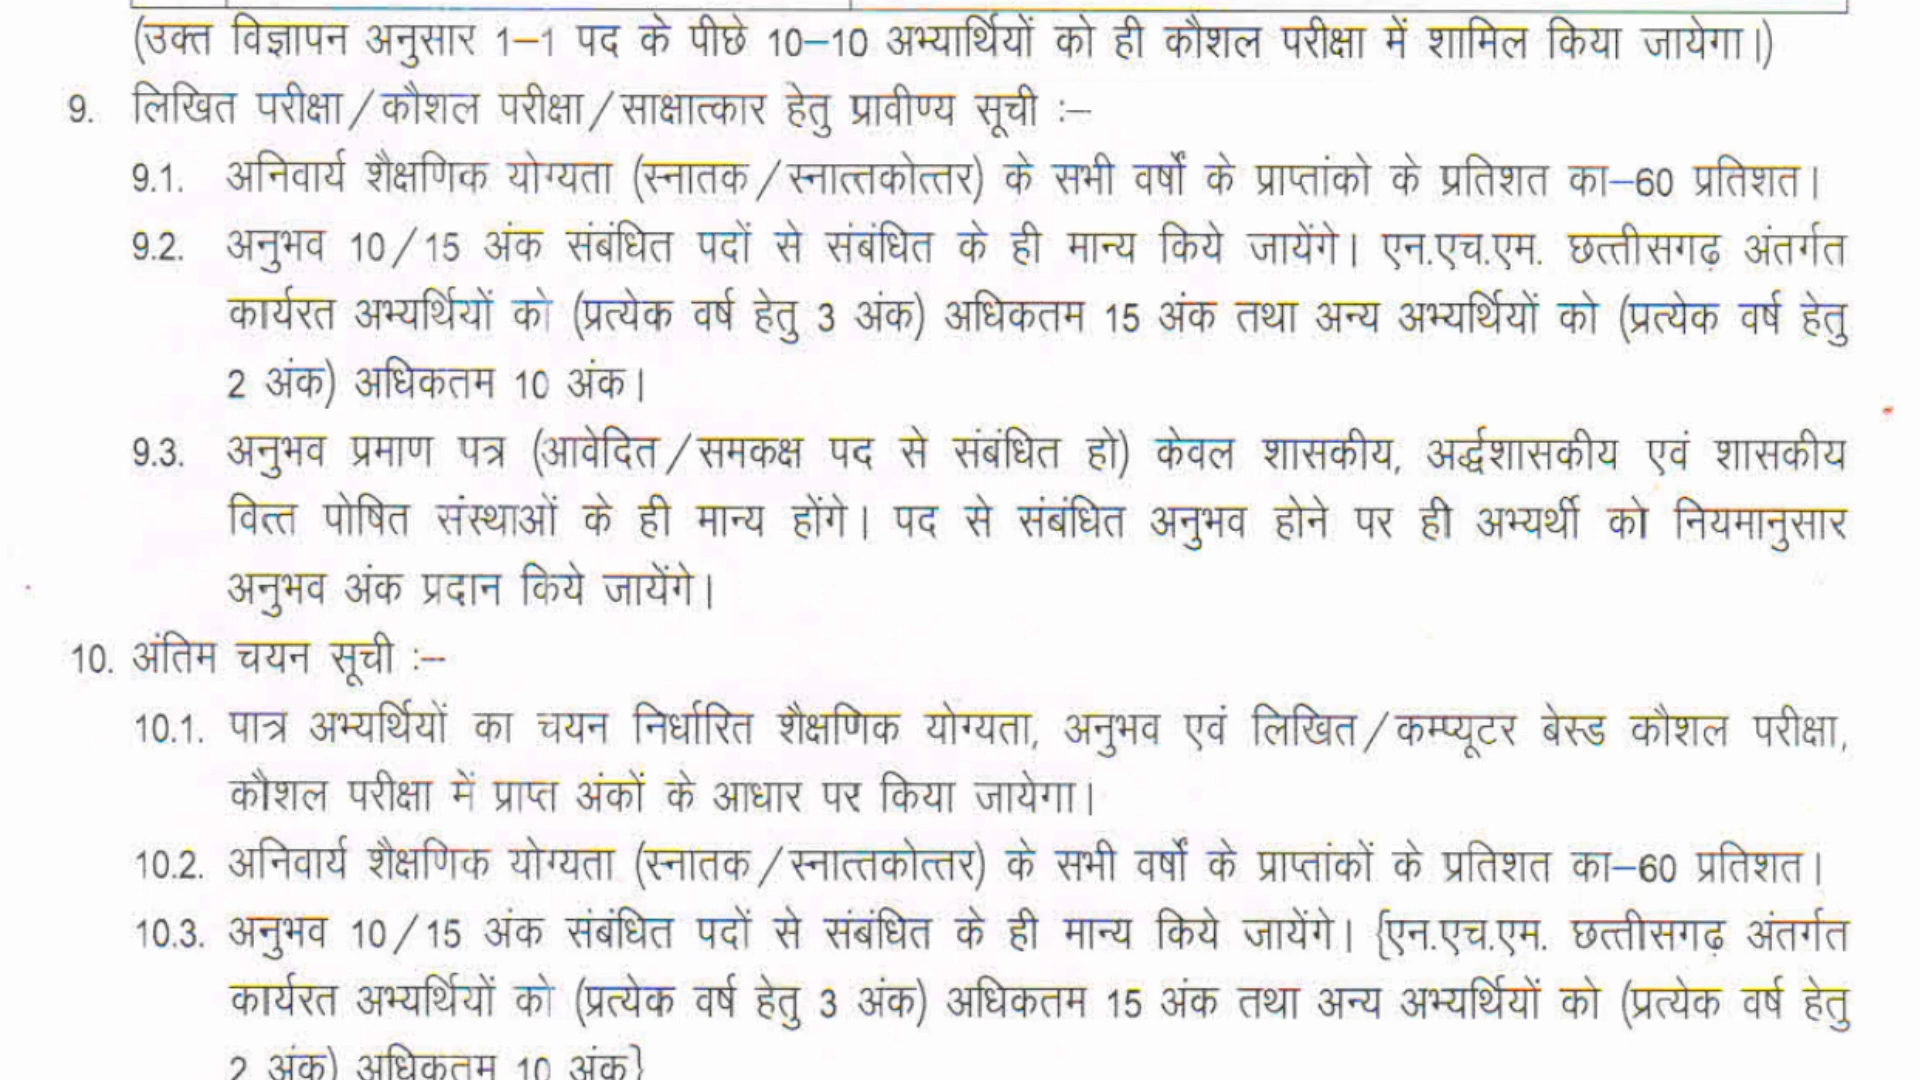 (उक्त विज्ञापन अनुसार 1–1 पद के पीछे 10–10 अभ्यार्थियों को ही कौशल परीक्षा में शामिल किया जायेगा।)
9. लिखित परीक्षा/कौशल परीक्षा/साक्षात्कार हेतु प्रावीण्य सूची :–
9.1. अनिवार्य शैक्षणिक योग्यता (स्नातक/स्नात्तकोत्तर) के सभी वर्षों के प्राप्तांको के प्रतिशत का–60 प्रतिशत।
9.2. अनुभव 10/15 अंक संबंधित पदों से संबंधित के ही मान्य किये जायेंगे। एन.एच.एम. छत्तीसगढ़ अंतर्गत
कार्यरत अभ्यर्थियों को (प्रत्येक वर्ष हेतु 3 अंक) अधिकतम 15 अंक तथा अन्य अभ्यर्थियों को (प्रत्येक वर्ष हेतु
2 अंक) अधिकतम 10 अंक।
9.3. अनुभव प्रमाण पत्र (आवेदित/समकक्ष पद से संबंधित हो) केवल शासकीय, अर्द्धशासकीय एवं शासकीय
वित्त पोषित संस्थाओं के ही मान्य होंगे। पद से संबंधित अनुभव होने पर ही अभ्यर्थी को नियमानुसार
अनुभव अंक प्रदान किये जायेंगे।
10. अंतिम चयन सूची :–
10.1. पात्र अभ्यर्थियों का चयन निर्धारित शैक्षणिक योग्यता, अनुभव एवं लिखित/कम्प्यूटर बेस्ड कौशल परीक्षा,
कौशल परीक्षा में प्राप्त अंकों के आधार पर किया जायेगा।
10.2. अनिवार्य शैक्षणिक योग्यता (स्नातक/स्नात्तकोत्तर) के सभी वर्षों के प्राप्तांकों के प्रतिशत का–60 प्रतिशत।
10.3. अनुभव 10/15 अंक संबंधित पदों से संबंधित के ही मान्य किये जायेंगे। {एन.एच.एम. छत्तीसगढ़ अंतर्गत
कार्यरत अभ्यर्थियों को (प्रत्येक वर्ष हेतु 3 अंक) अधिकतम 15 अंक तथा अन्य अभ्यर्थियों को (प्रत्येक वर्ष हेतु
2 अंक) अधिकतम 10 अंक}